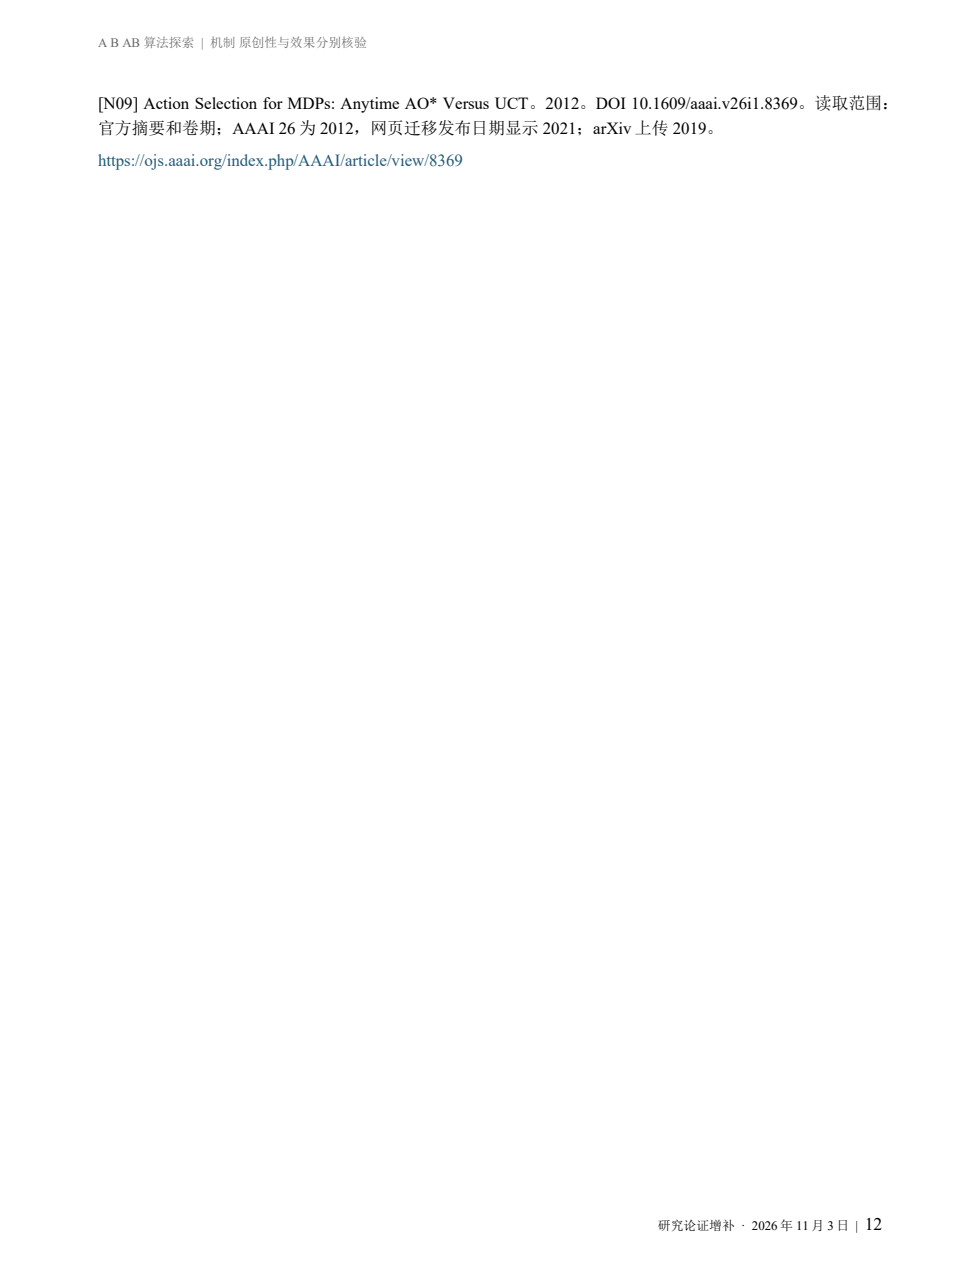 A B AB 算法探索 | 机制 原创性与效果分别核验
[N09] Action Selection for MDPs: Anytime AO* Versus UCT。2012。DOI 10.1609/aaai.v26i1.8369。读取范围：
官方摘要和卷期；AAAI 26 为 2012，网页迁移发布日期显示 2021；arXiv 上传 2019。
https://ojs.aaai.org/index.php/AAAI/article/view/8369
研究论证增补 · 2026 年 11 月 3 日 | 12